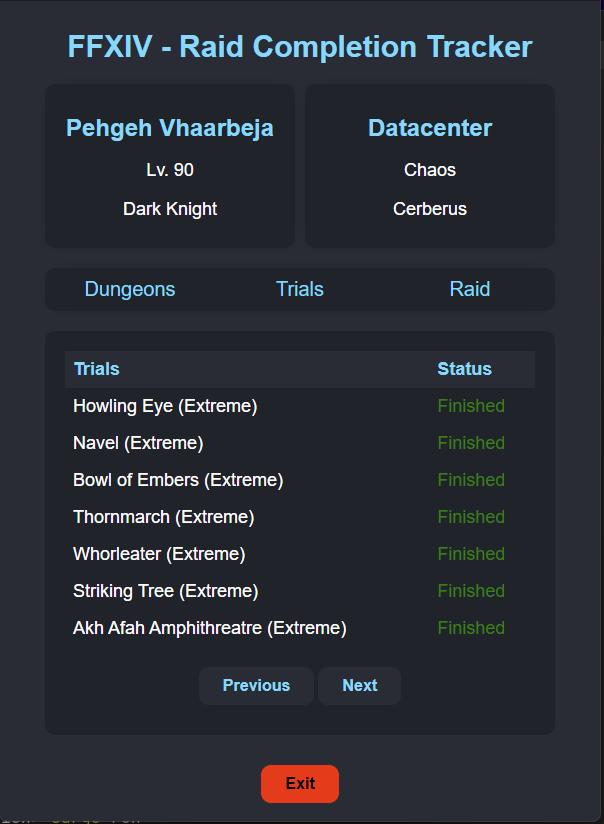 FFXIV - Raid Completion Tracker
Pehgeh Vhaarbeja
Lv. 90
Dark Knight
Datacenter
Chaos
Cerberus
Dungeons Trials Raid
Trials Status
Howling Eye (Extreme) Finished
Navel (Extreme) Finished
Bowl of Embers (Extreme) Finished
Thornmarch (Extreme) Finished
Whorleater (Extreme) Finished
Striking Tree (Extreme) Finished
Akh Afah Amphithreatre (Extreme) Finished
Previous Next
Exit